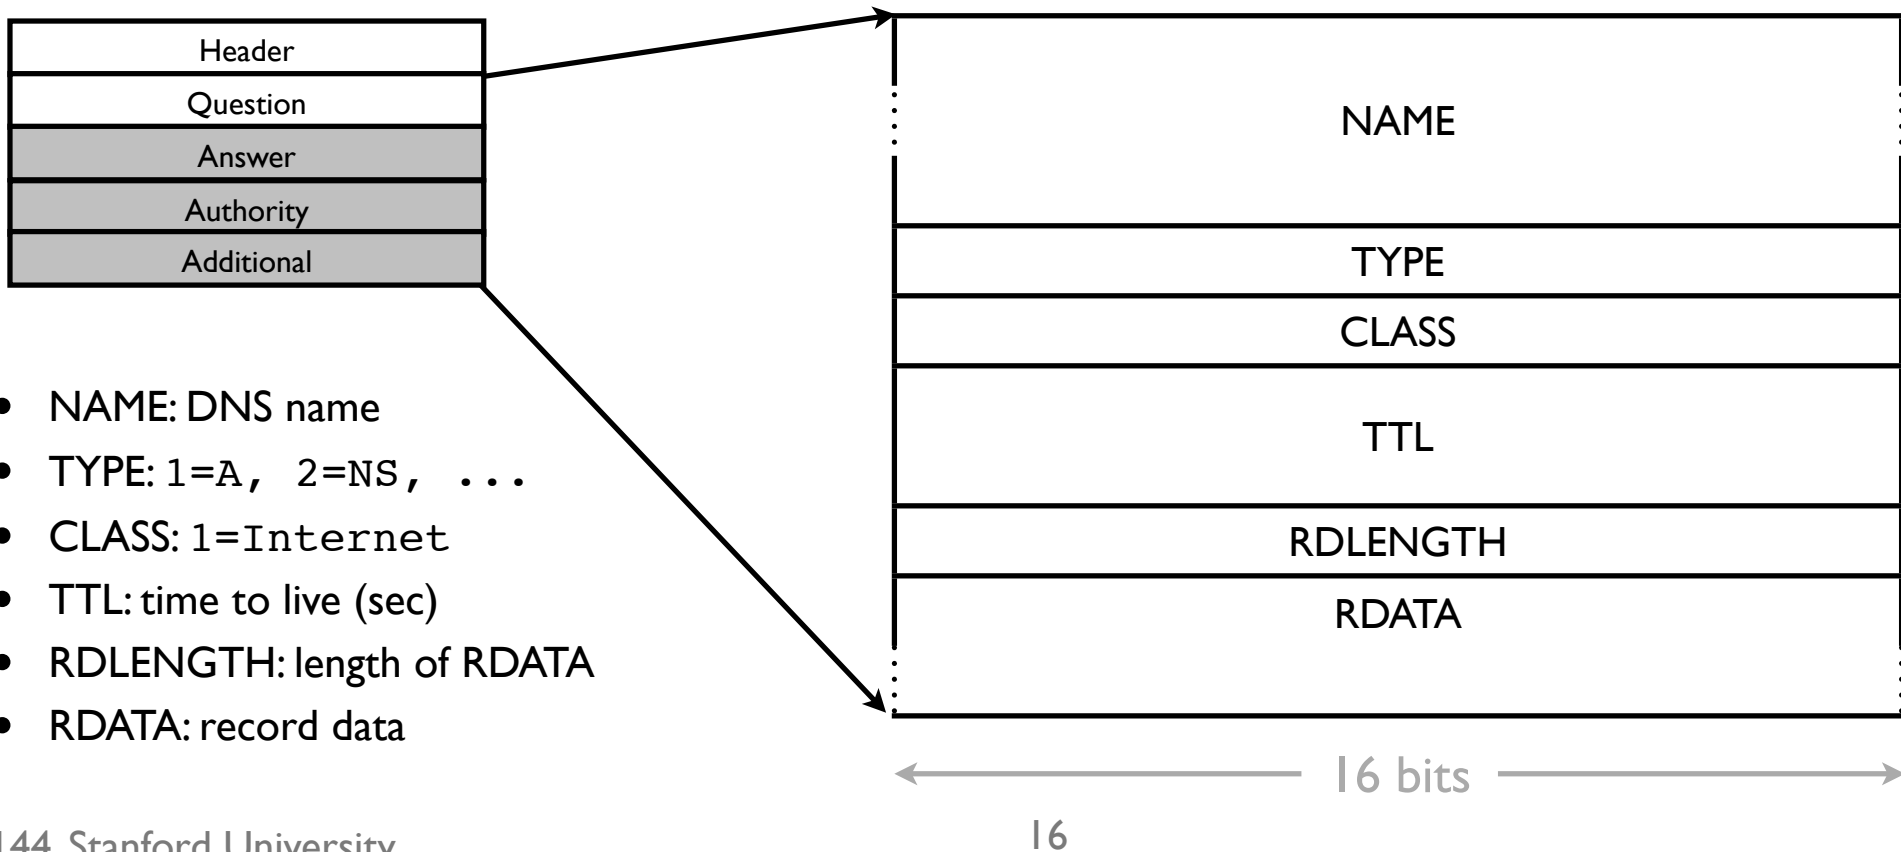 Header
Question
Answer
Authority
Additional
NAME
TYPE
CLASS
TTL
RDLENGTH
RDATA
16 bits
• NAME: DNS name
• TYPE: 1=A, 2=NS, ...
• CLASS: 1=Internet
• TTL: time to live (sec)
• RDLENGTH: length of RDATA
• RDATA: record data
144, Stanford University
16